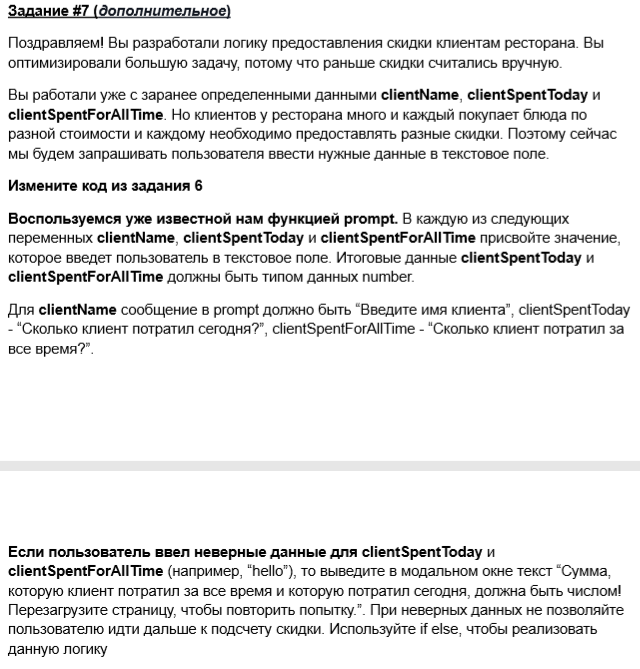 Задание #7 (дополнительное)
Поздравляем! Вы разработали логику предоставления скидки клиентам ресторана. Вы
оптимизировали большую задачу, потому что раньше скидки считались вручную.
Вы работали уже с заранее определенными данными clientName, clientSpentToday и
clientSpentForAllTime. Но клиентов у ресторана много и каждый покупает блюда по
разной стоимости и каждому необходимо предоставлять разные скидки. Поэтому сейчас
мы будем запрашивать пользователя ввести нужные данные в текстовое поле.
Измените код из задания 6
Воспользуемся уже известной нам функцией prompt. В каждую из следующих
переменных clientName, clientSpentToday и clientSpentForAllTime присвойте значение,
которое введет пользователь в текстовое поле. Итоговые данные clientSpentToday и
clientSpentForAllTime должны быть типом данных number.
Для clientName сообщение в prompt должно быть “Введите имя клиента”, clientSpentToday
- “Сколько клиент потратил сегодня?”, clientSpentForAllTime - “Сколько клиент потратил за
все время?”.
Если пользователь ввел неверные данные для clientSpentToday и
clientSpentForAllTime (например, “hello”), то выведите в модальном окне текст “Сумма,
которую клиент потратил за все время и которую потратил сегодня, должна быть числом!
Перезагрузите страницу, чтобы повторить попытку.”. При неверных данных не позволяйте
пользователю идти дальше к подсчету скидки. Используйте if else, чтобы реализовать
данную логику